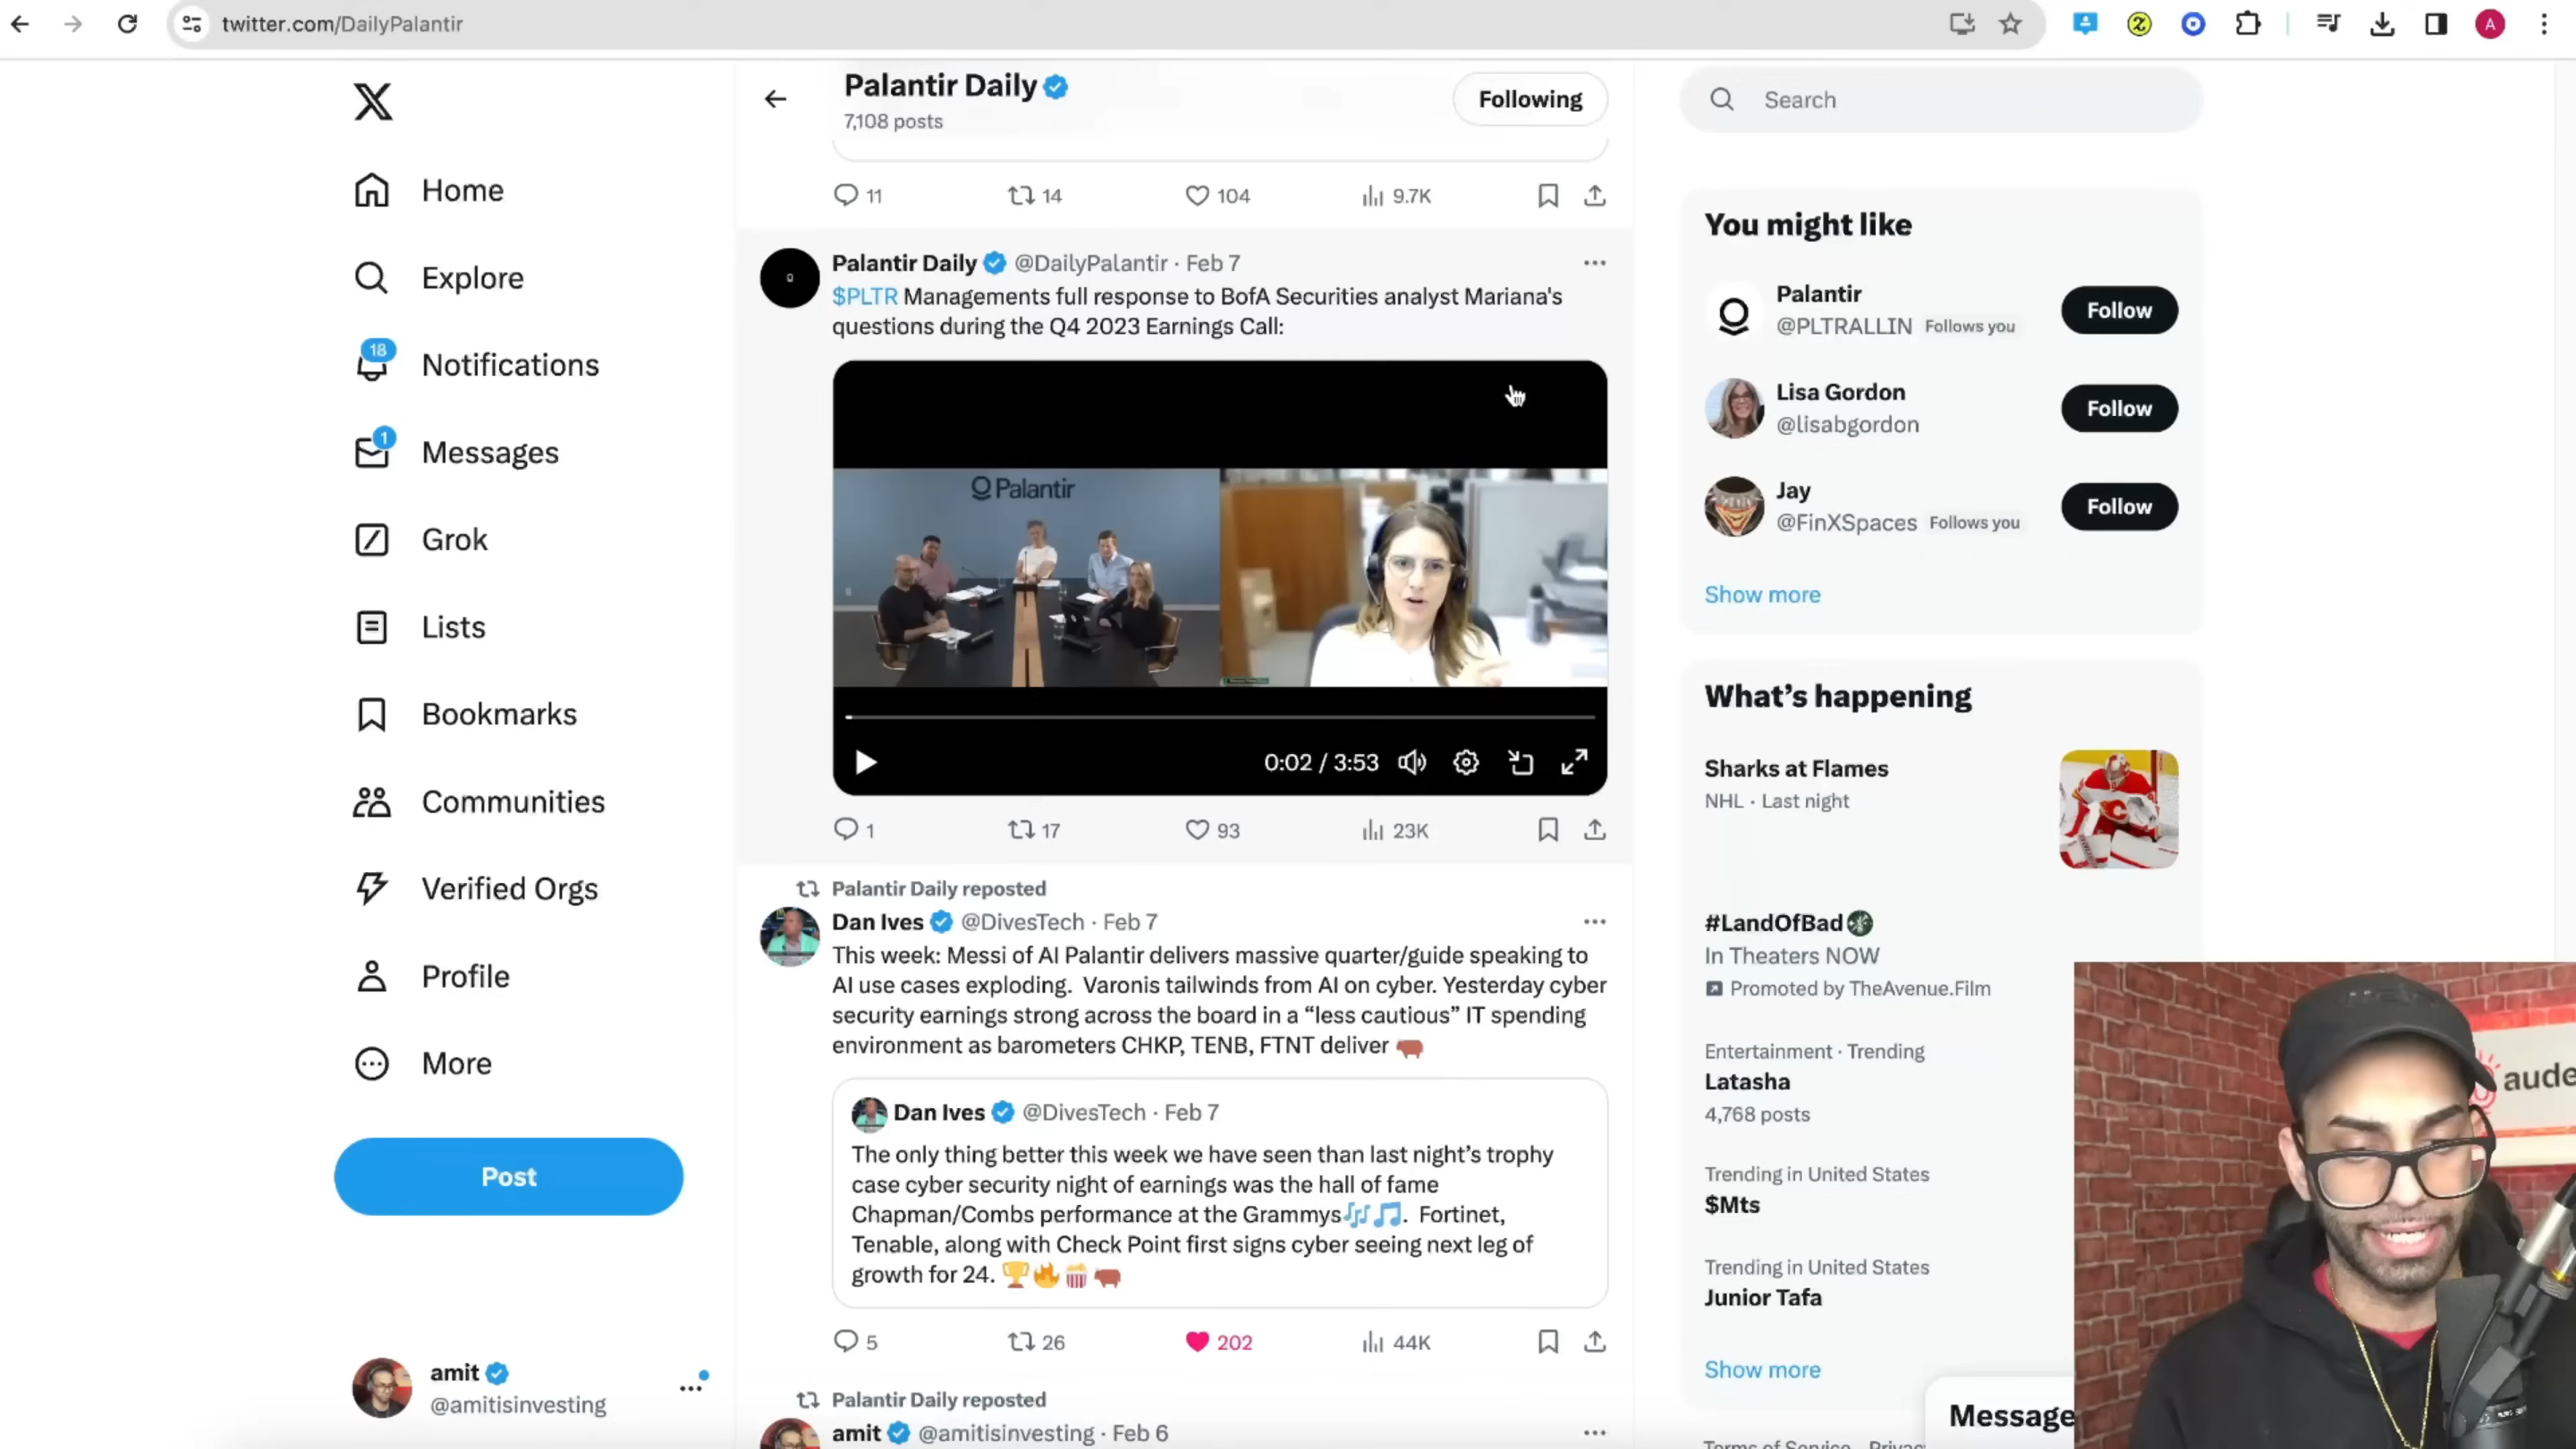 twitter.com/DailyPalantir
A
Home
Explore
18
Notifications
1
Messages
Grok
Lists
Bookmarks
Communities
Verified Orgs
Profile
More
Post
amit
@amitisinvesting
Palantir Daily
7,108 posts
Following
11 14 104 9.7K
Palantir Daily @DailyPalantir · Feb 7
$PLTR Managements full response to BofA Securities analyst Mariana's
questions during the Q4 2023 Earnings Call:
Palantir
0:02 / 3:53
1 17 93 23K
Palantir Daily reposted
Dan Ives @DivesTech · Feb 7
This week: Messi of AI Palantir delivers massive quarter/guide speaking to
AI use cases exploding. Varonis tailwinds from AI on cyber. Yesterday cyber
security earnings strong across the board in a “less cautious” IT spending
environment as barometers CHKP, TENB, FTNT deliver 🐂
Dan Ives @DivesTech · Feb 7
The only thing better this week we have seen than last night’s trophy
case cyber security night of earnings was the hall of fame
Chapman/Combs performance at the Grammys🎶🎵. Fortinet,
Tenable, along with Check Point first signs cyber seeing next leg of
growth for 24. 🏆🔥🍿🐂
5 26 202 44K
Palantir Daily reposted
amit @amitisinvesting · Feb 6
Search
You might like
Palantir
@PLTRALLIN Follows you
Follow
Lisa Gordon
@lisabgordon
Follow
Jay
@FinXSpaces Follows you
Follow
Show more
What’s happening
Sharks at Flames
NHL · Last night
#LandOfBad
In Theaters NOW
Promoted by TheAvenue.Film
Entertainment · Trending
Latasha
4,768 posts
Trending in United States
$Mts
Trending in United States
Junior Tafa
Show more
Message
Terms of Service Privac
aude